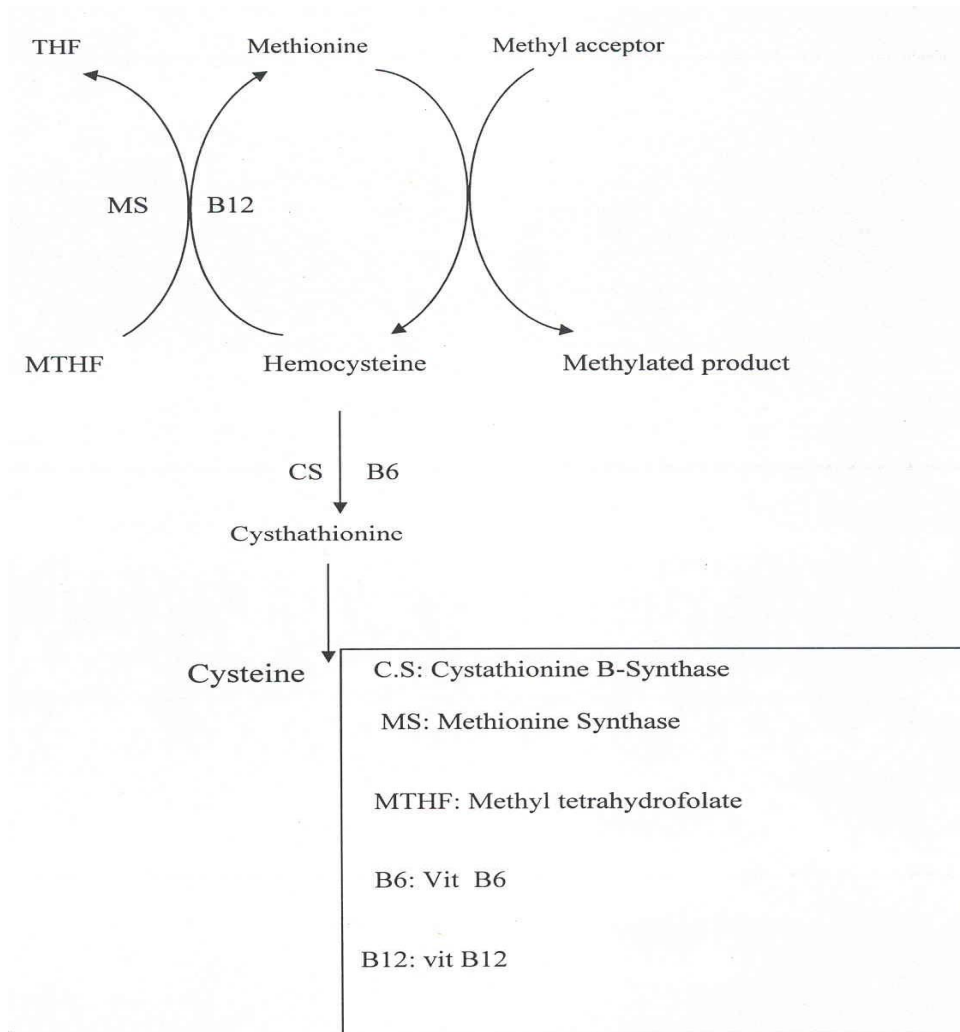 THF Methionine Methyl acceptor
MS B12
MTHF Hemocysteine Methylated product
CS B6
Cysthathioninc
Cysteine
C.S: Cystathionine B-Synthase
MS: Methionine Synthase
MTHF: Methyl tetrahydrofolate
B6: Vit B6
B12: vit B12